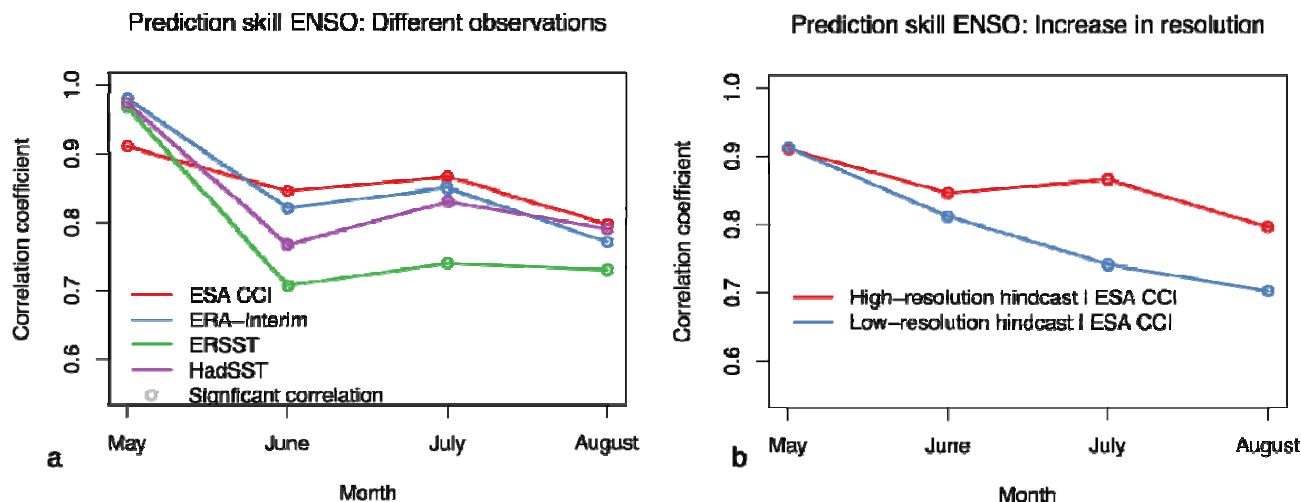 Prediction skill ENSO: Different observations
Correlation coefficient
1.0
0.9
0.8
0.7
0.6
ESA CCI
ERA-Interim
ERSST
HadSST
Signficant correlation
May
June
July
August
a
Month
Prediction skill ENSO: Increase in resolution
Correlation coefficient
1.0
0.9
0.8
0.7
0.6
High-resolution hindcast | ESA CCI
Low-resolution hindcast | ESA CCI
May
June
July
August
b
Month